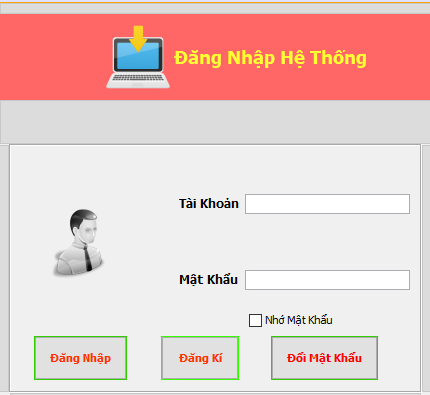 Đăng Nhập Hệ Thống
Tài Khoản
Mật Khẩu
Nhớ Mật Khẩu
Đăng Nhập
Đăng Kí
Đổi Mật Khẩu